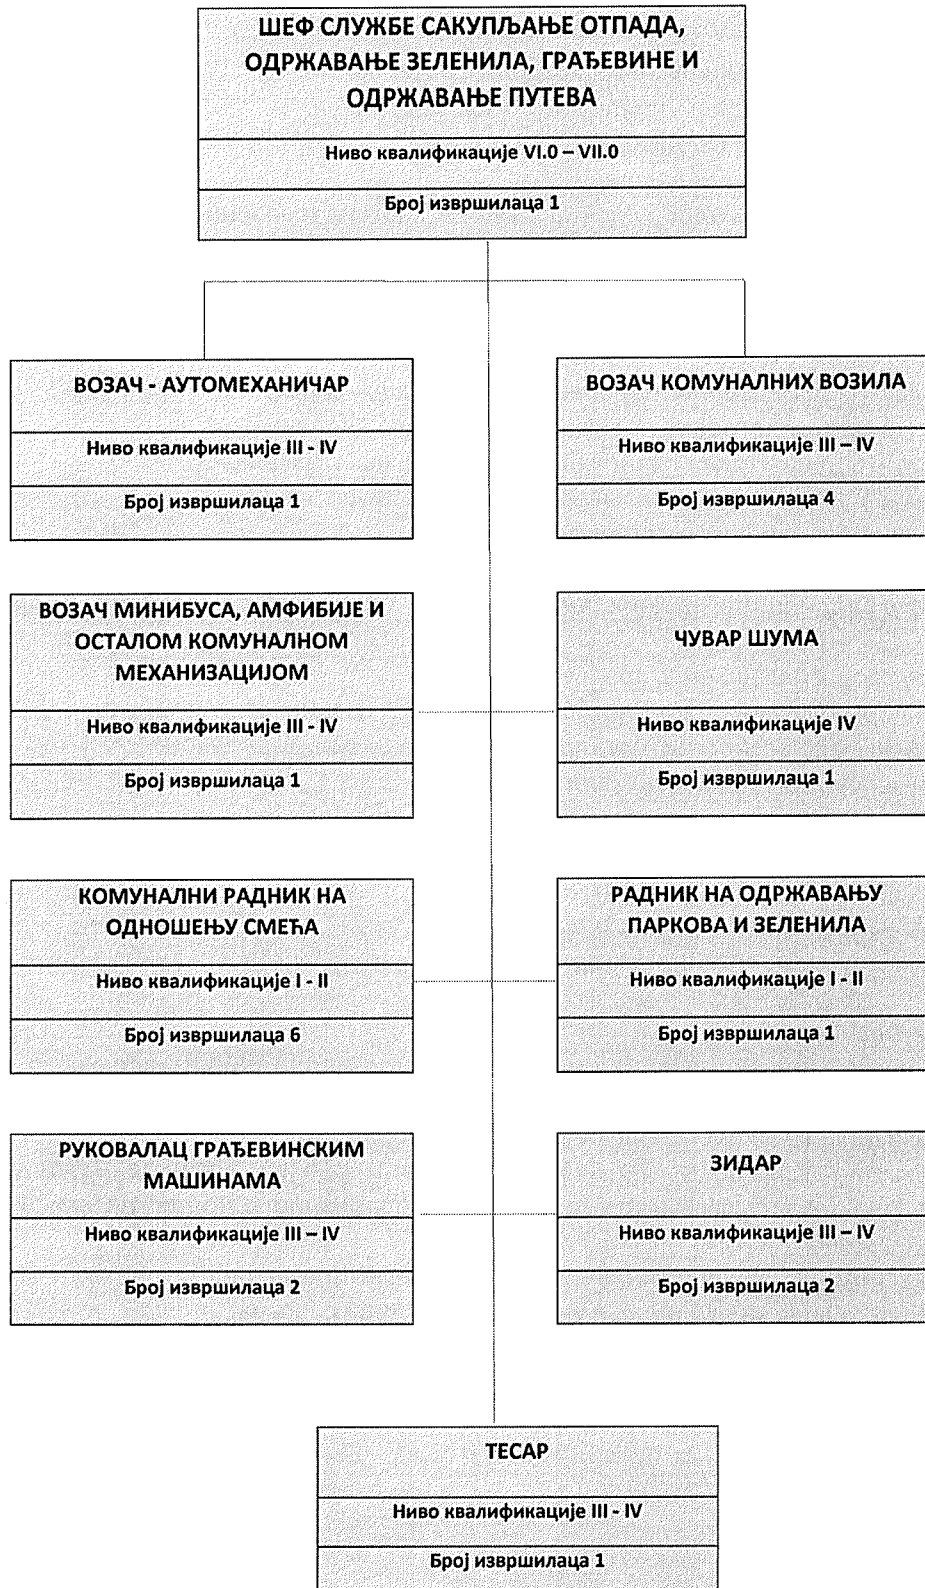 ШЕФ СЛУЖБЕ САКУПЉАЊЕ ОТПАДА,
ОДРЖАВАЊЕ ЗЕЛЕНИЛА, ГРАЂЕВИНЕ И
ОДРЖАВАЊЕ ПУТЕВА
Ниво квалификације VI.0 – VII.0
Број извршилаца 1
ВОЗАЧ - АУТОМЕХАНИЧАР
Ниво квалификације III - IV
Број извршилаца 1
ВОЗАЧ КОМУНАЛНИХ ВОЗИЛА
Ниво квалификације III – IV
Број извршилаца 4
ВОЗАЧ МИНИБУСА, АМФИБИЈЕ И
ОСТАЛОМ КОМУНАЛНОМ
МЕХАНИЗАЦИЈОМ
Ниво квалификације III - IV
Број извршилаца 1
ЧУВАР ШУМА
Ниво квалификације IV
Број извршилаца 1
КОМУНАЛНИ РАДНИК НА
ОДНОШЕЊУ СМЕЋА
Ниво квалификације I - II
Број извршилаца 6
РАДНИК НА ОДРЖАВАЊУ
ПАРКОВА И ЗЕЛЕНИЛА
Ниво квалификације I - II
Број извршилаца 1
РУКОВАЛАЦ ГРАЂЕВИНСКИМ
МАШИНАМА
Ниво квалификације III – IV
Број извршилаца 2
ЗИДАР
Ниво квалификације III – IV
Број извршилаца 2
ТЕСАР
Ниво квалификације III - IV
Број извршилаца 1